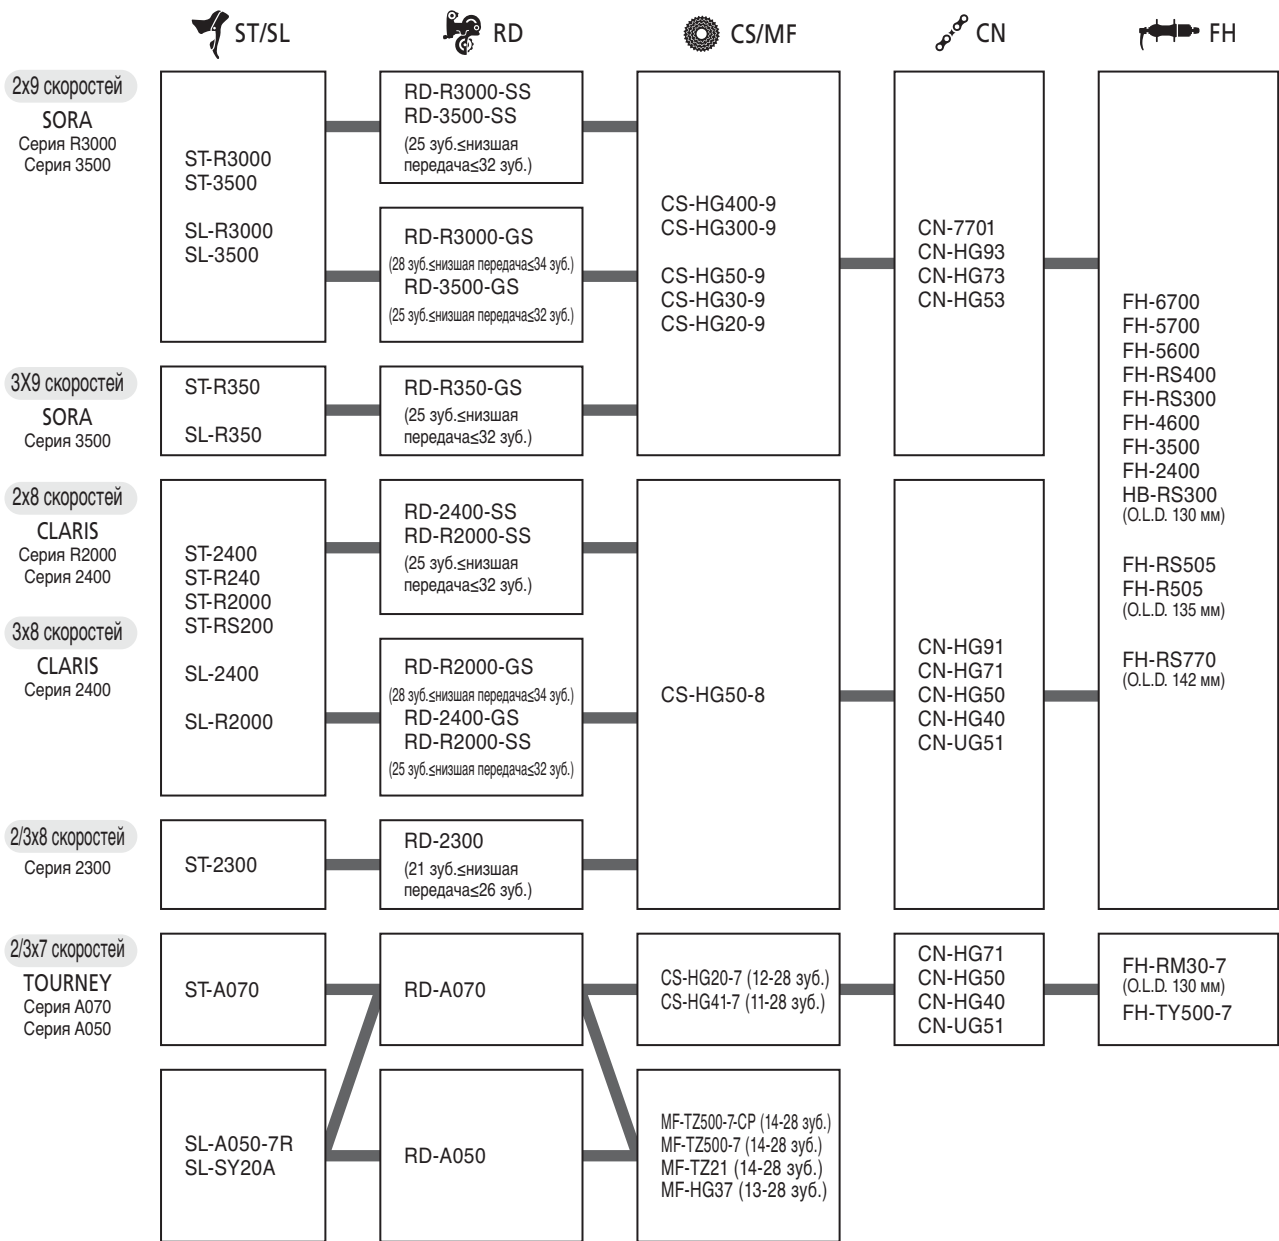 ST/SL
RD
CS/MF
CN
FH
2x9 скоростей
SORA
Серия R3000
Серия 3500
ST-R3000
ST-3500
SL-R3000
SL-3500
RD-R3000-SS
RD-3500-SS
(25 зуб.≤низшая
передача≤32 зуб.)
RD-R3000-GS
(28 зуб.≤низшая передача≤34 зуб.)
RD-3500-GS
(25 зуб.≤низшая передача≤32 зуб.)
CS-HG400-9
CS-HG300-9
CS-HG50-9
CS-HG30-9
CS-HG20-9
CN-7701
CN-HG93
CN-HG73
CN-HG53
FH-6700
FH-5700
FH-5600
FH-RS400
FH-RS300
FH-4600
FH-3500
FH-2400
HB-RS300
(O.L.D. 130 мм)
FH-RS505
FH-R505
(O.L.D. 135 мм)
FH-RS770
(O.L.D. 142 мм)
3X9 скоростей
SORA
Серия 3500
ST-R350
SL-R350
RD-R350-GS
(25 зуб.≤низшая
передача≤32 зуб.)
2x8 скоростей
CLARIS
Серия R2000
Серия 2400
3x8 скоростей
CLARIS
Серия 2400
ST-2400
ST-R240
ST-R2000
ST-RS200
SL-2400
SL-R2000
RD-2400-SS
RD-R2000-SS
(25 зуб.≤низшая
передача≤32 зуб.)
RD-R2000-GS
(28 зуб.≤низшая передача≤34 зуб.)
RD-2400-GS
RD-R2000-SS
(25 зуб.≤низшая передача≤32 зуб.)
CS-HG50-8
CN-HG91
CN-HG71
CN-HG50
CN-HG40
CN-UG51
2/3x8 скоростей
Серия 2300
ST-2300
RD-2300
(21 зуб.≤низшая
передача≤26 зуб.)
2/3x7 скоростей
TOURNEY
Серия A070
Серия A050
ST-A070
RD-A070
CS-HG20-7 (12-28 зуб.)
CS-HG41-7 (11-28 зуб.)
CN-HG71
CN-HG50
CN-HG40
CN-UG51
FH-RM30-7
(O.L.D. 130 мм)
FH-TY500-7
SL-A050-7R
SL-SY20A
RD-A050
MF-TZ500-7-CP (14-28 зуб.)
MF-TZ500-7 (14-28 зуб.)
MF-TZ21 (14-28 зуб.)
MF-HG37 (13-28 зуб.)